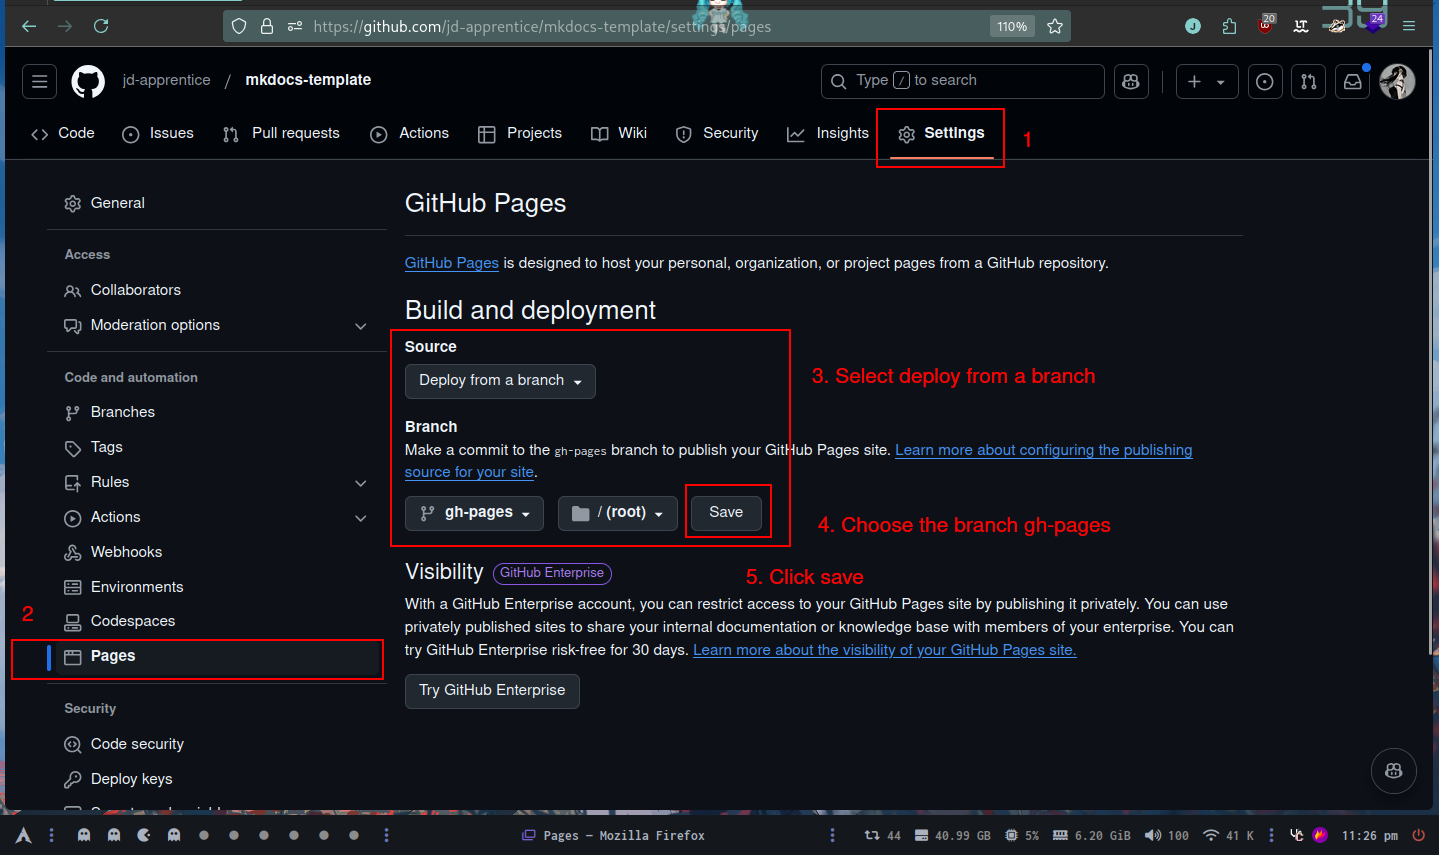 https://github.com/jd-apprentice/mkdocs-template/settings/pages
110%
J
20
LT
39
24
jd-apprentice / mkdocs-template
Type / to search
Code
Issues
Pull requests
Actions
Projects
Wiki
Security
Insights
Settings
1
General
Access
Collaborators
Moderation options
Code and automation
Branches
Tags
Rules
Actions
Webhooks
Environments
Codespaces
2
Pages
Security
Code security
Deploy keys
GitHub Pages
GitHub Pages is designed to host your personal, organization, or project pages from a GitHub repository.
Build and deployment
Source
Deploy from a branch
3. Select deploy from a branch
Branch
Make a commit to the gh-pages branch to publish your GitHub Pages site. Learn more about configuring the publishing
source for your site.
gh-pages
/ (root)
Save
4. Choose the branch gh-pages
5. Click save
Visibility GitHub Enterprise
With a GitHub Enterprise account, you can restrict access to your GitHub Pages site by publishing it privately. You can use
privately published sites to share your internal documentation or knowledge base with members of your enterprise. You can
try GitHub Enterprise risk-free for 30 days. Learn more about the visibility of your GitHub Pages site.
Try GitHub Enterprise
Pages — Mozilla Firefox
44
40.99 GB
5%
6.20 GiB
100
41 K
11:26 pm